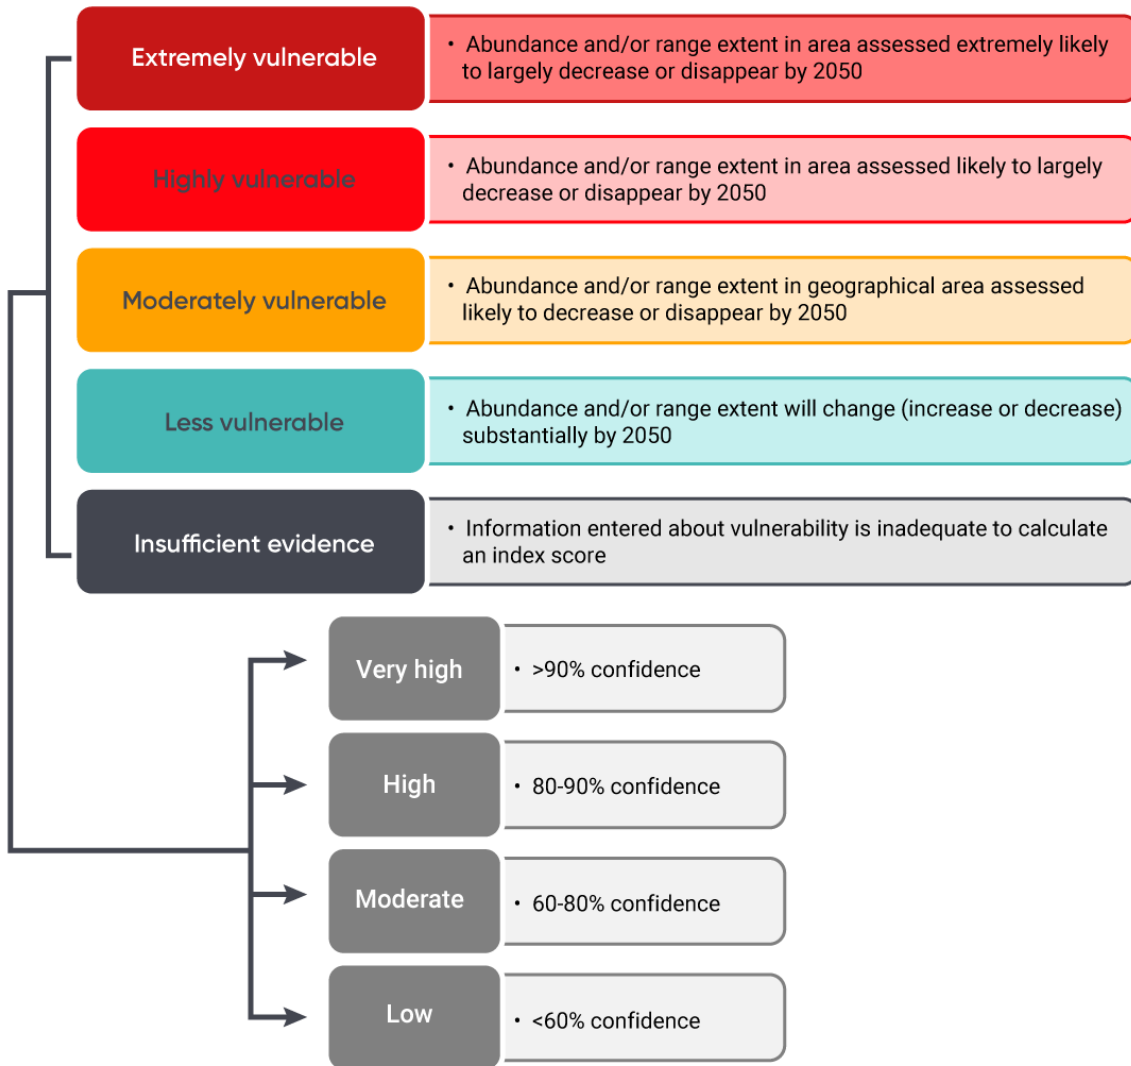 Extremely vulnerable
• Abundance and/or range extent in area assessed extremely likely
to largely decrease or disappear by 2050
Highly vulnerable
• Abundance and/or range extent in area assessed likely to largely
decrease or disappear by 2050
Moderately vulnerable
• Abundance and/or range extent in geographical area assessed
likely to decrease or disappear by 2050
Less vulnerable
• Abundance and/or range extent will change (increase or decrease)
substantially by 2050
Insufficient evidence
• Information entered about vulnerability is inadequate to calculate
an index score
Very high
• >90% confidence
High
• 80-90% confidence
Moderate
• 60-80% confidence
Low
• <60% confidence